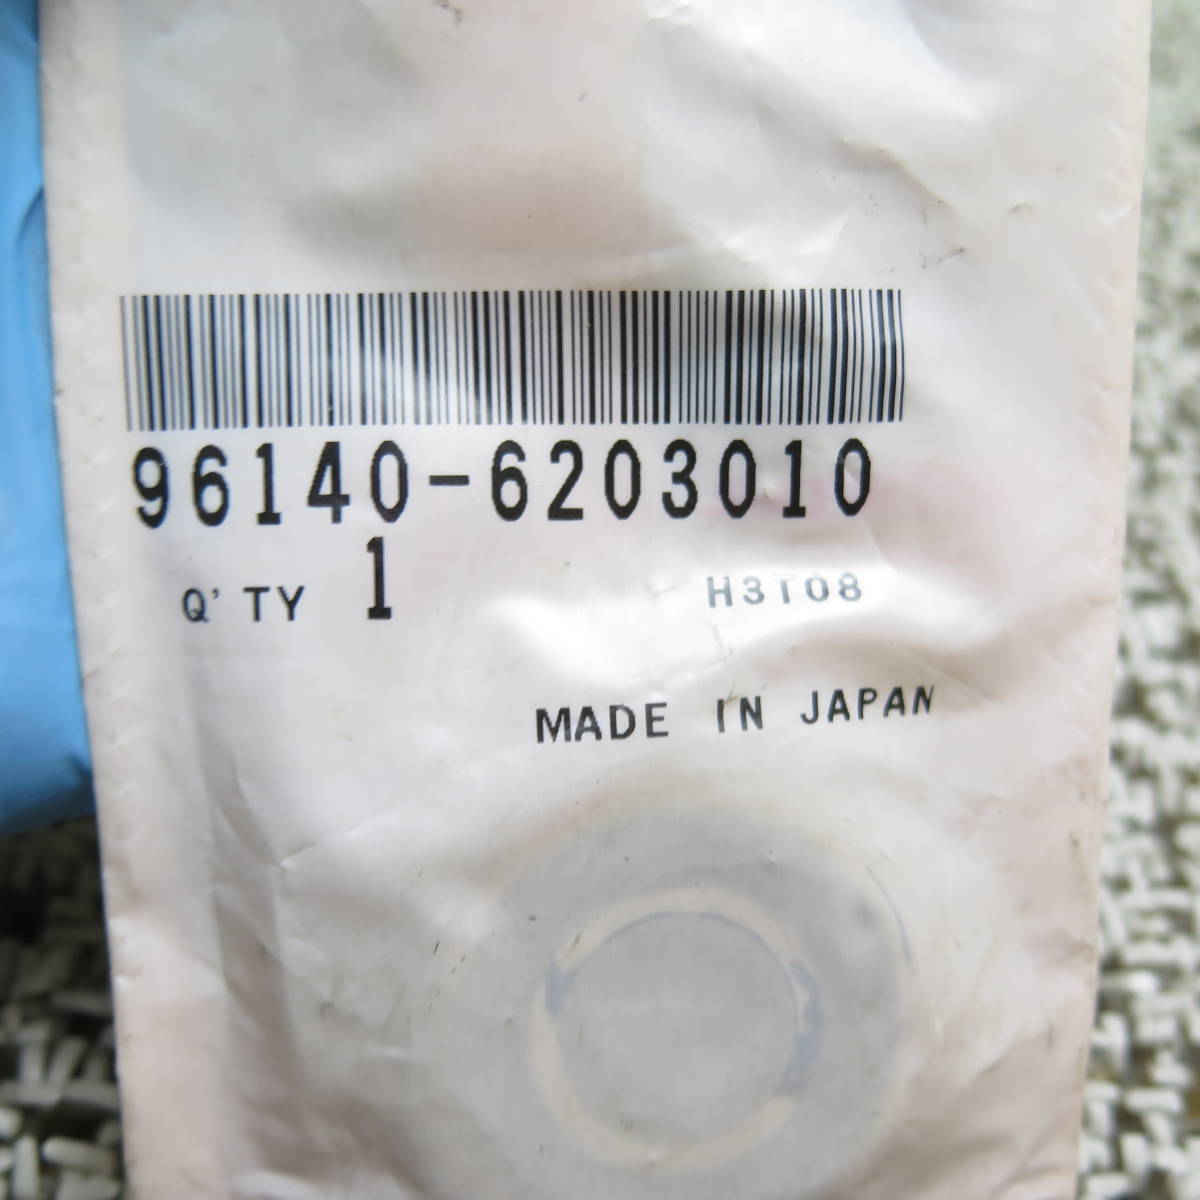 96140-6203010
Q'TY 1 H3T08
MADE IN JAPAN